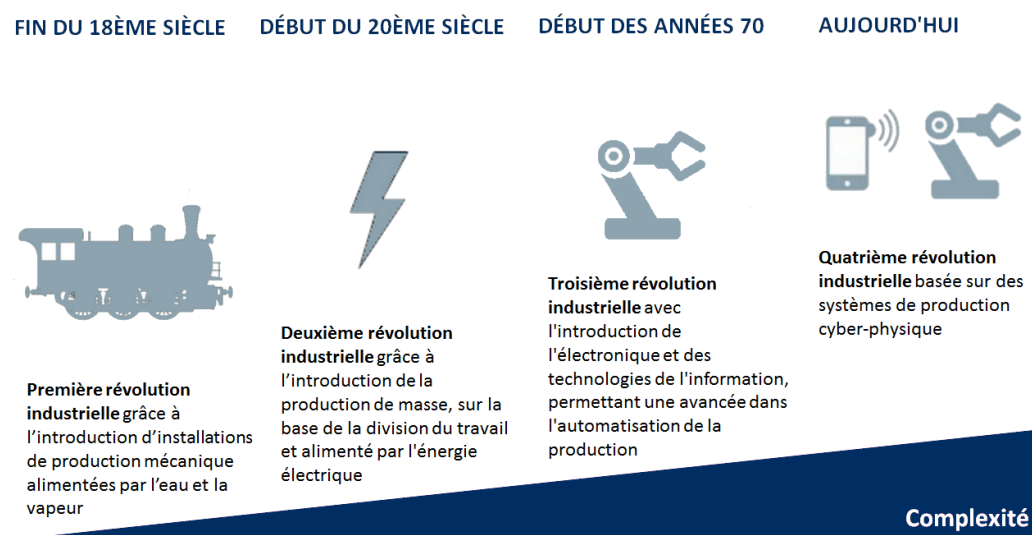 FIN DU 18ÈME SIÈCLE
DÉBUT DU 20ÈME SIÈCLE
DÉBUT DES ANNÉES 70
AUJOURD'HUI
Première révolution
industrielle grâce à
l’introduction d’installations
de production mécanique
alimentées par l’eau et la
vapeur
Deuxième révolution
industrielle grâce à
l’introduction de la
production de masse, sur la
base de la division du travail
et alimenté par l'énergie
électrique
Troisième révolution
industrielle avec
l'introduction de
l'électronique et des
technologies de l'information,
permettant une avancée dans
l'automatisation de la
production
Quatrième révolution
industrielle basée sur des
systèmes de production
cyber-physique
Complexité